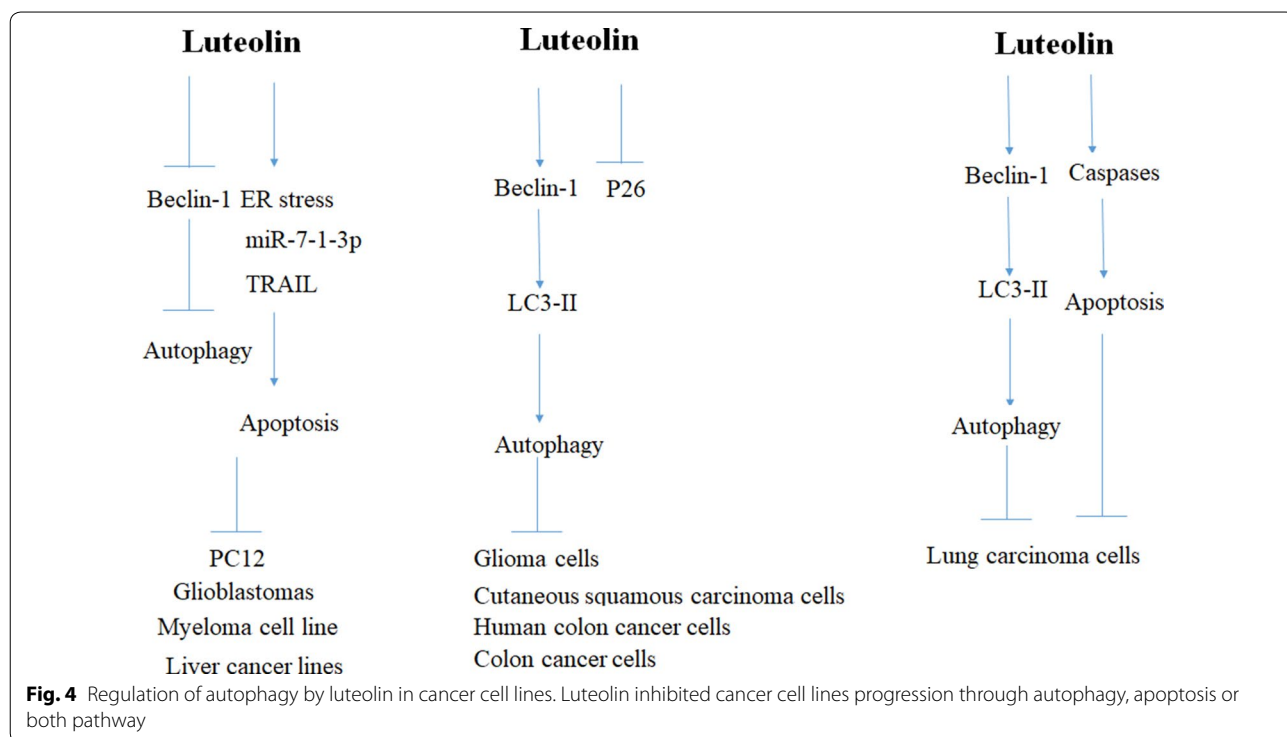 Luteolin
Beclin-1 ER stress
miR-7-1-3p
TRAIL
Autophagy
Apoptosis
PC12
Glioblastomas
Myeloma cell line
Liver cancer lines
Luteolin
Beclin-1 P26
LC3-II
Autophagy
Glioma cells
Cutaneous squamous carcinoma cells
Human colon cancer cells
Colon cancer cells
Luteolin
Beclin-1 Caspases
LC3-II Apoptosis
Autophagy
Lung carcinoma cells
Fig. 4 Regulation of autophagy by luteolin in cancer cell lines. Luteolin inhibited cancer cell lines progression through autophagy, apoptosis or
both pathway